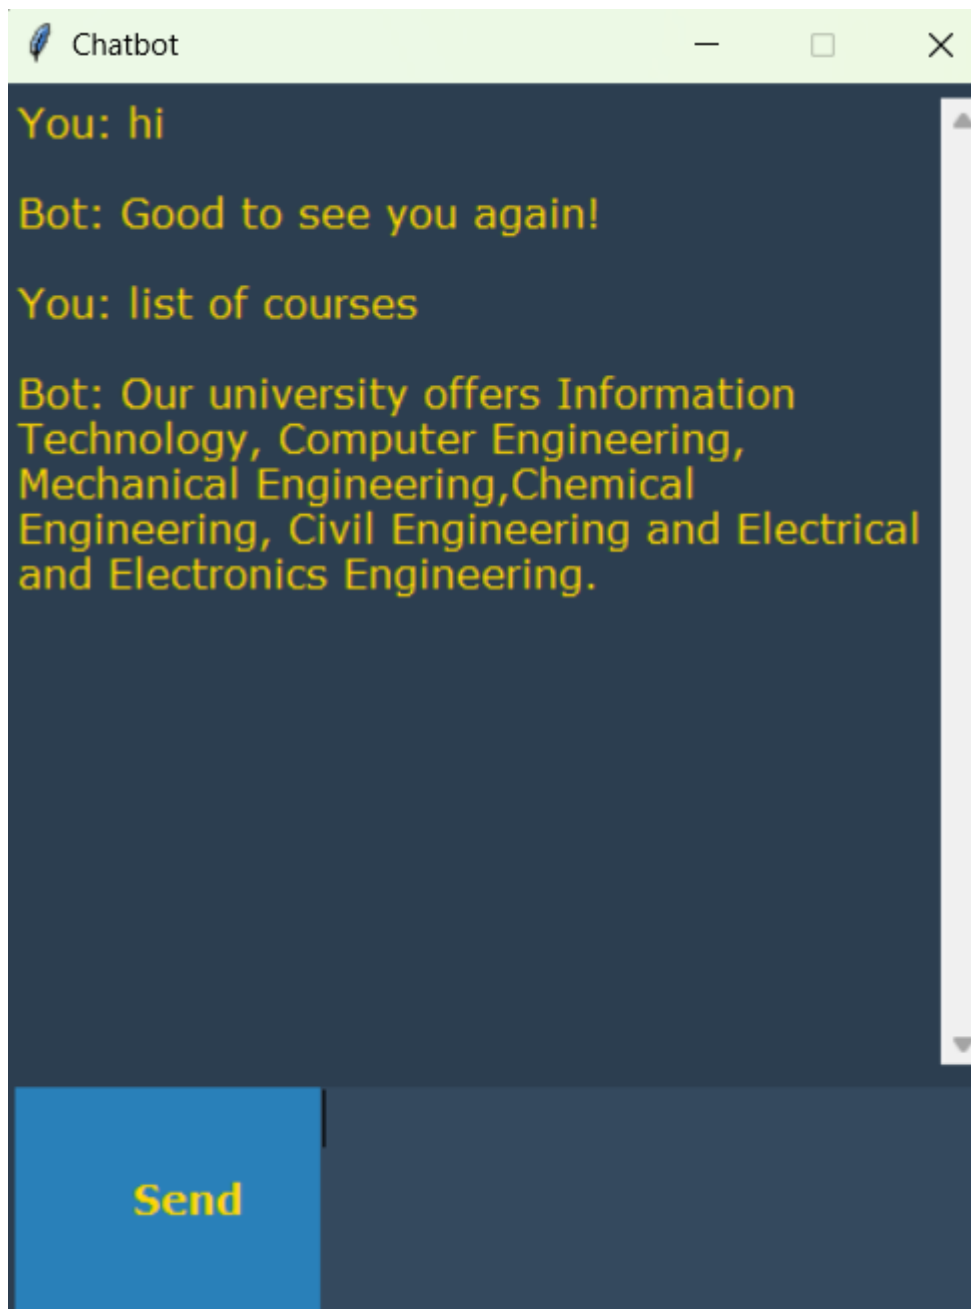 Chatbot
You: hi
Bot: Good to see you again!
You: list of courses
Bot: Our university offers Information
Technology, Computer Engineering,
Mechanical Engineering,Chemical
Engineering, Civil Engineering and Electrical
and Electronics Engineering.
Send